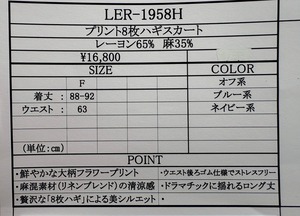 LER-1958H
プリント8枚ハギスカート
レーヨン65% 麻35%
¥16,800
SIZE
COLOR
F
オフ系
着丈: 88-92
ブルー系
ウエスト: 63
ネイビー系
(単位:cm)
POINT
・鮮やかな大柄フラワープリント
・ウエスト後ろゴム仕様でストレスフリー
・麻混素材(リネンブレンド)の清涼感
・ドラマチックに揺れるロング丈
・贅沢な「8枚ハギ」による美シルエット